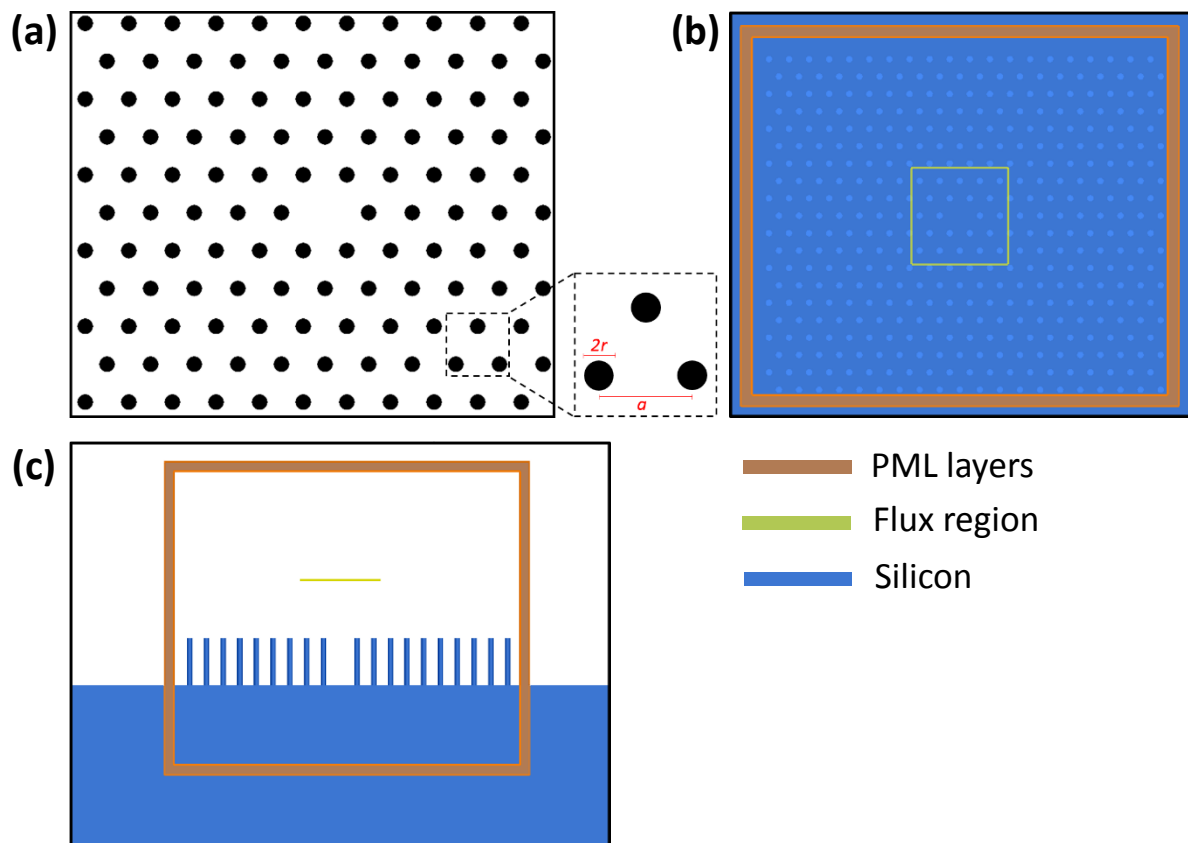 (a)
(b)
2r
a
(c)
PML layers
Flux region
Silicon